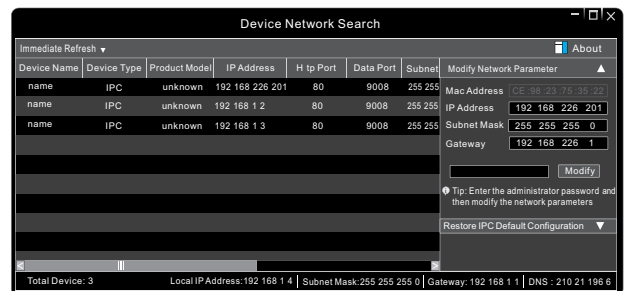 Device Network Search
Immediate Refresh
About
Device Name Device Type Product Model IP Address H tp Port Data Port Subnet
name IPC unknown 192 168 226 201 80 9008 255 255
name IPC unknown 192 168 1 2 80 9008 255 255
name IPC unknown 192 168 1 3 80 9008 255 255
Modify Network Parameter
Mac Address CE :98 :23 :75 :35 :22
IP Address 192 168 226 201
Subnet Mask 255 255 255 0
Gateway 192 168 226 1
Modify
Tip: Enter the administrator password and
then modify the network parameters
Restore IPC Default Configuration
Total Device: 3 Local IP Address:192 168 1 4 Subnet Mask:255 255 255 0 Gateway: 192 168 1 1 DNS : 210 21 196 6